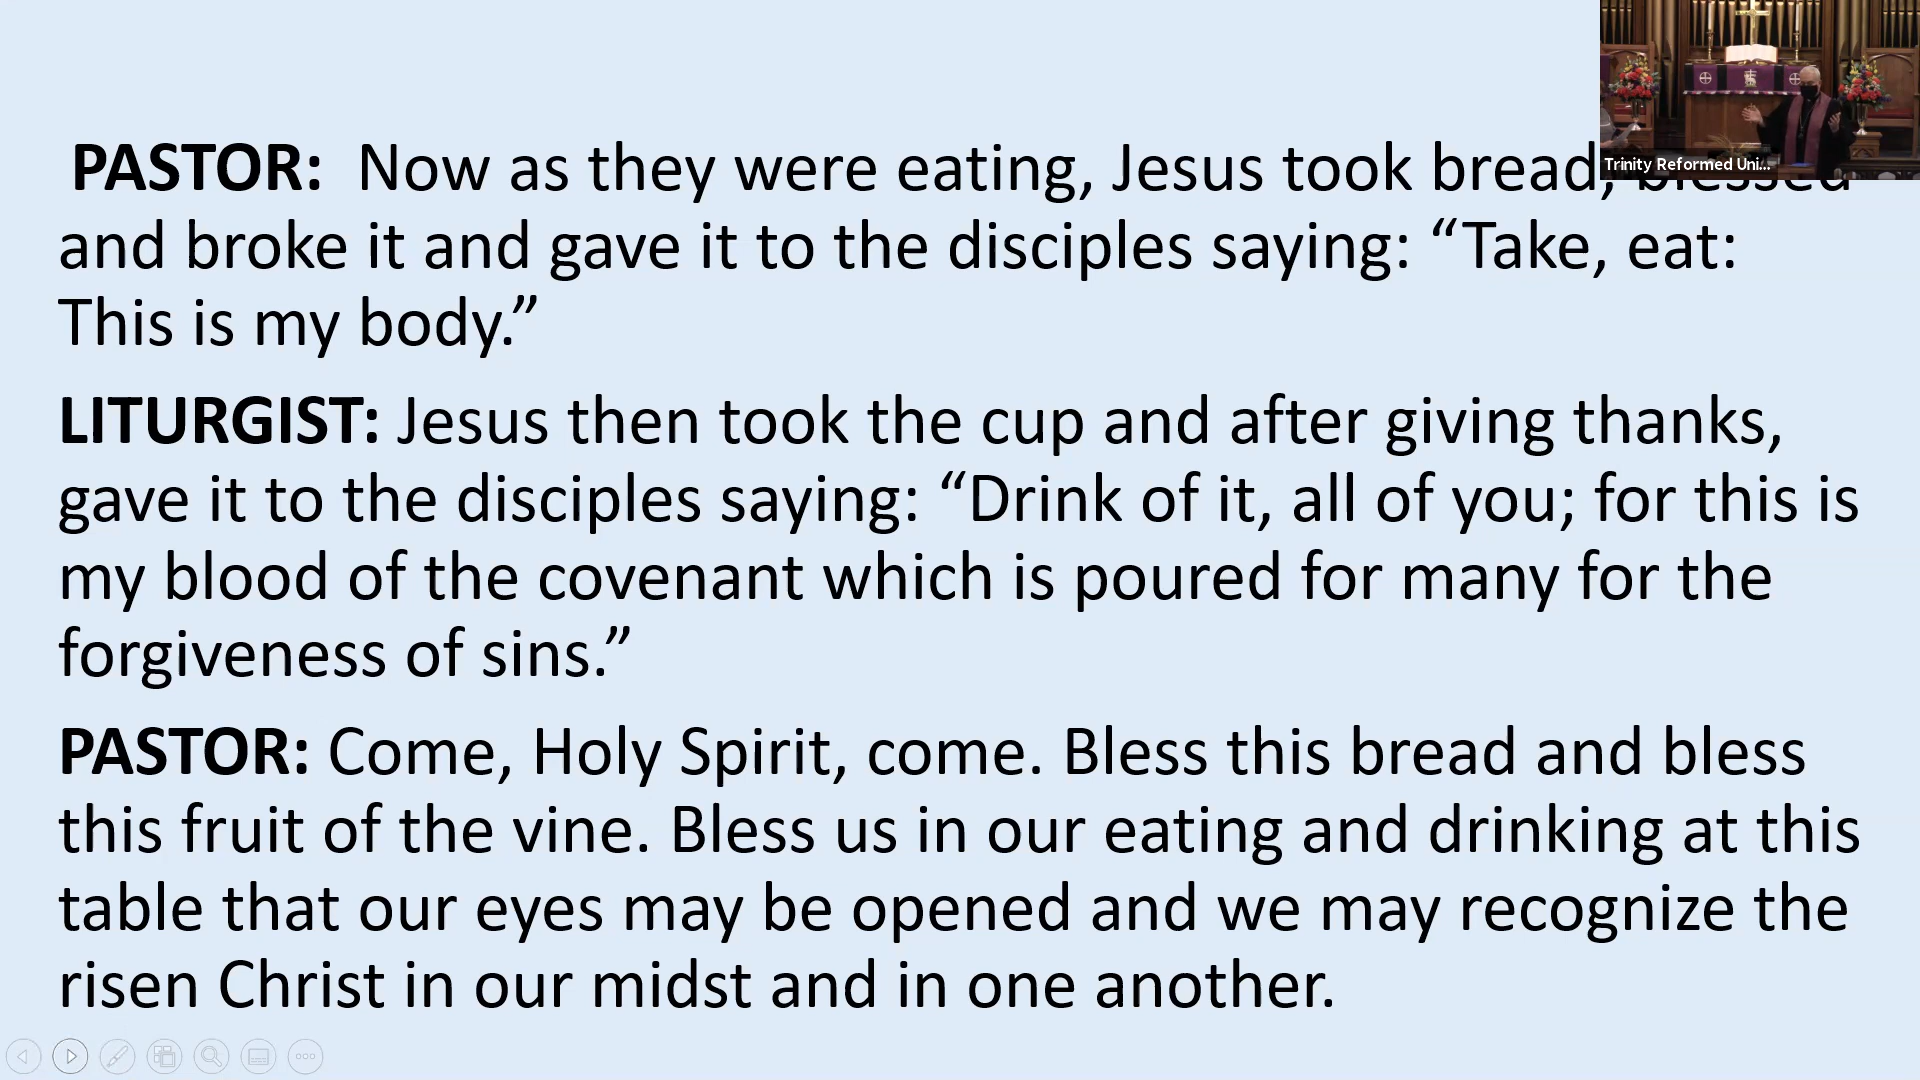 PASTOR: Now as they were eating, Jesus took bread, blessed
and broke it and gave it to the disciples saying: “Take, eat:
This is my body.”
LITURGIST: Jesus then took the cup and after giving thanks,
gave it to the disciples saying: “Drink of it, all of you; for this is
my blood of the covenant which is poured for many for the
forgiveness of sins.”
PASTOR: Come, Holy Spirit, come. Bless this bread and bless
this fruit of the vine. Bless us in our eating and drinking at this
table that our eyes may be opened and we may recognize the
risen Christ in our midst and in one another.
Trinity Reformed Uni...